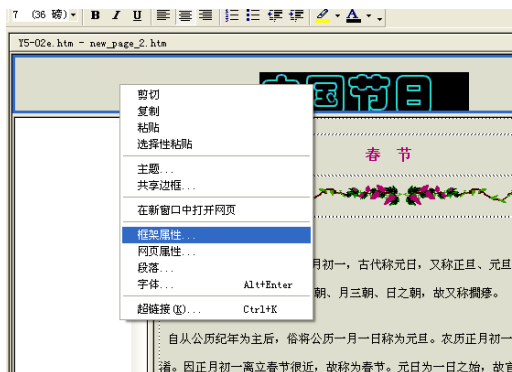 7 (36 磅) B I U A
Y5-02e.htm - new_page_2.htm
中国节日
剪切
复制
粘贴
选择性粘贴
主题...
共享边框...
在新窗口中打开网页
框架属性...
网页属性...
段落...
字体... Alt+Enter
超链接(K)... Ctrl+K
春 节
月初一，古代称元日，又称正旦、元旦
朝、月三朝、日之朝，故又称
自从公历纪年为主后，俗将公历一月一日称为元旦。农历正月初一
因正月初一离立春节很近，故称为春节。元日为一日之始，故